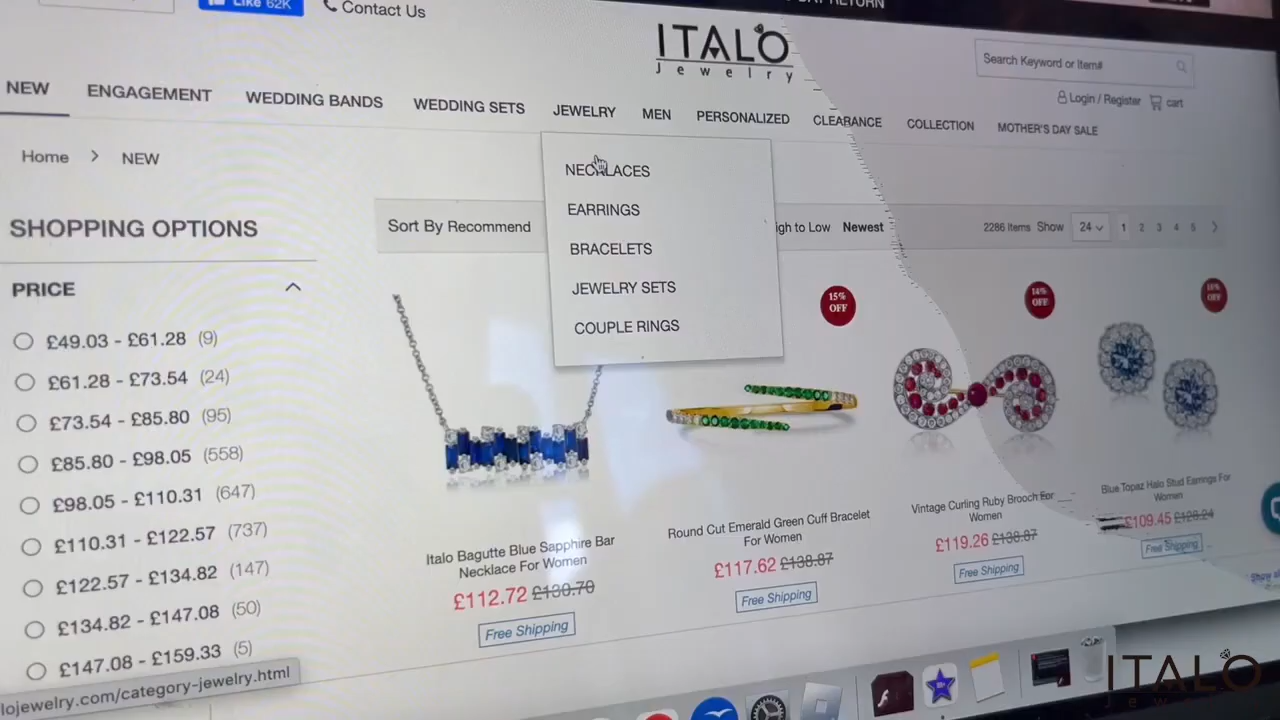 Like 62K
Contact Us
DAY RETURN
ITALO
Jewelry
Search Keyword or Item#
Login / Register
cart
NEW
ENGAGEMENT
WEDDING BANDS
WEDDING SETS
JEWELRY
MEN
PERSONALIZED
CLEARANCE
COLLECTION
MOTHER'S DAY SALE
Home > NEW
NECKLACES
EARRINGS
BRACELETS
JEWELRY SETS
COUPLE RINGS
SHOPPING OPTIONS
PRICE
£49.03 - £61.28 (9)
£61.28 - £73.54 (24)
£73.54 - £85.80 (95)
£85.80 - £98.05 (558)
£98.05 - £110.31 (647)
£110.31 - £122.57 (737)
£122.57 - £134.82 (147)
£134.82 - £147.08 (50)
£147.08 - £159.33 (5)
lojewelry.com/category-jewelry.html
Sort By Recommend
igh to Low
Newest
2286 Items Show
24
1 2 3 4 5 >
15%
OFF
14%
OFF
OFF
Italo Bagutte Blue Sapphire Bar
Necklace For Women
£112.72 £130.70
Free Shipping
Round Cut Emerald Green Cuff Bracelet
For Women
£117.62 £138.87
Free Shipping
Vintage Curling Ruby Brooch For
Women
£119.26 £138.87
Free Shipping
Blue Topaz Halo Stud Earrings For
Women
£109.45 £128.24
Free Shipping
Show
ITALO
Jewelry